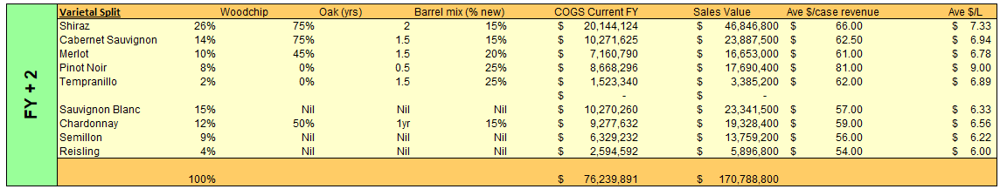 FY + 2
Varietal Split Woodchip Oak (yrs) Barrel mix (% new) COGS Current FY Sales Value Ave $/case revenue Ave $/L
Shiraz 26% 75% 2 15% $ 20,144,124 $ 46,846,800 $ 66.00 $ 7.33
Cabernet Sauvignon 14% 75% 1.5 15% $ 10,271,625 $ 23,887,500 $ 62.50 $ 6.94
Merlot 10% 45% 1.5 20% $ 7,160,790 $ 16,653,000 $ 61.00 $ 6.78
Pinot Noir 8% 0% 0.5 25% $ 8,668,296 $ 17,690,400 $ 81.00 $ 9.00
Tempranillo 2% 0% 1.5 25% $ 1,523,340 $ 3,385,200 $ 62.00 $ 6.89
$ - $ -
Sauvignon Blanc 15% Nil Nil Nil $ 10,270,260 $ 23,341,500 $ 57.00 $ 6.33
Chardonnay 12% 50% 1yr 15% $ 9,277,632 $ 19,328,400 $ 59.00 $ 6.56
Semillon 9% Nil Nil Nil $ 6,329,232 $ 13,759,200 $ 56.00 $ 6.22
Reisling 4% Nil Nil Nil $ 2,594,592 $ 5,896,800 $ 54.00 $ 6.00
100% $ 76,239,891 $ 170,788,800